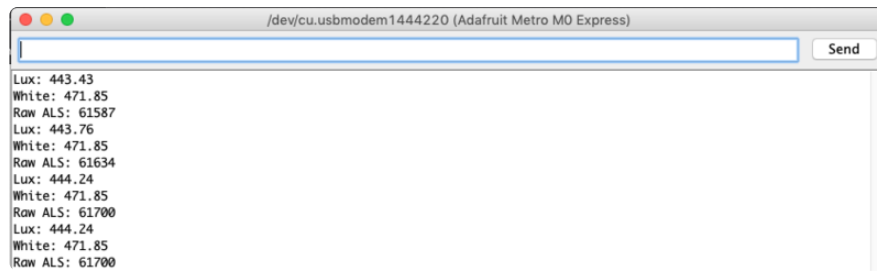 /dev/cu.usbmodem1444220 (Adafruit Metro M0 Express)
Send
Lux: 443.43
White: 471.85
Raw ALS: 61587
Lux: 443.76
White: 471.85
Raw ALS: 61634
Lux: 444.24
White: 471.85
Raw ALS: 61700
Lux: 444.24
White: 471.85
Raw ALS: 61700